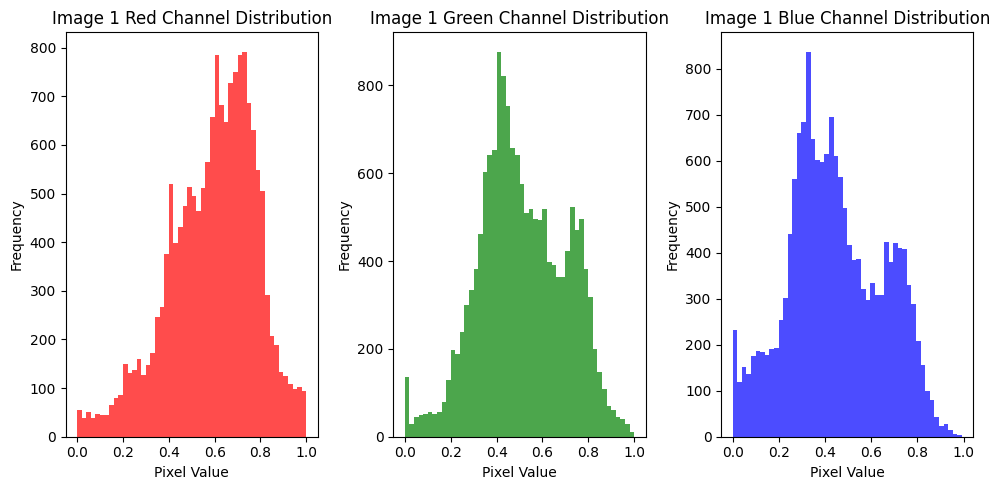 Image 1 Red Channel Distribution
800
700
600
500
400
300
200
100
0
0.0 0.2 0.4 0.6 0.8 1.0
Pixel Value
Frequency
Image 1 Green Channel Distribution
800
600
400
200
0
0.0 0.2 0.4 0.6 0.8 1.0
Pixel Value
Frequency
Image 1 Blue Channel Distribution
800
700
600
500
400
300
200
100
0
0.0 0.2 0.4 0.6 0.8 1.0
Pixel Value
Frequency